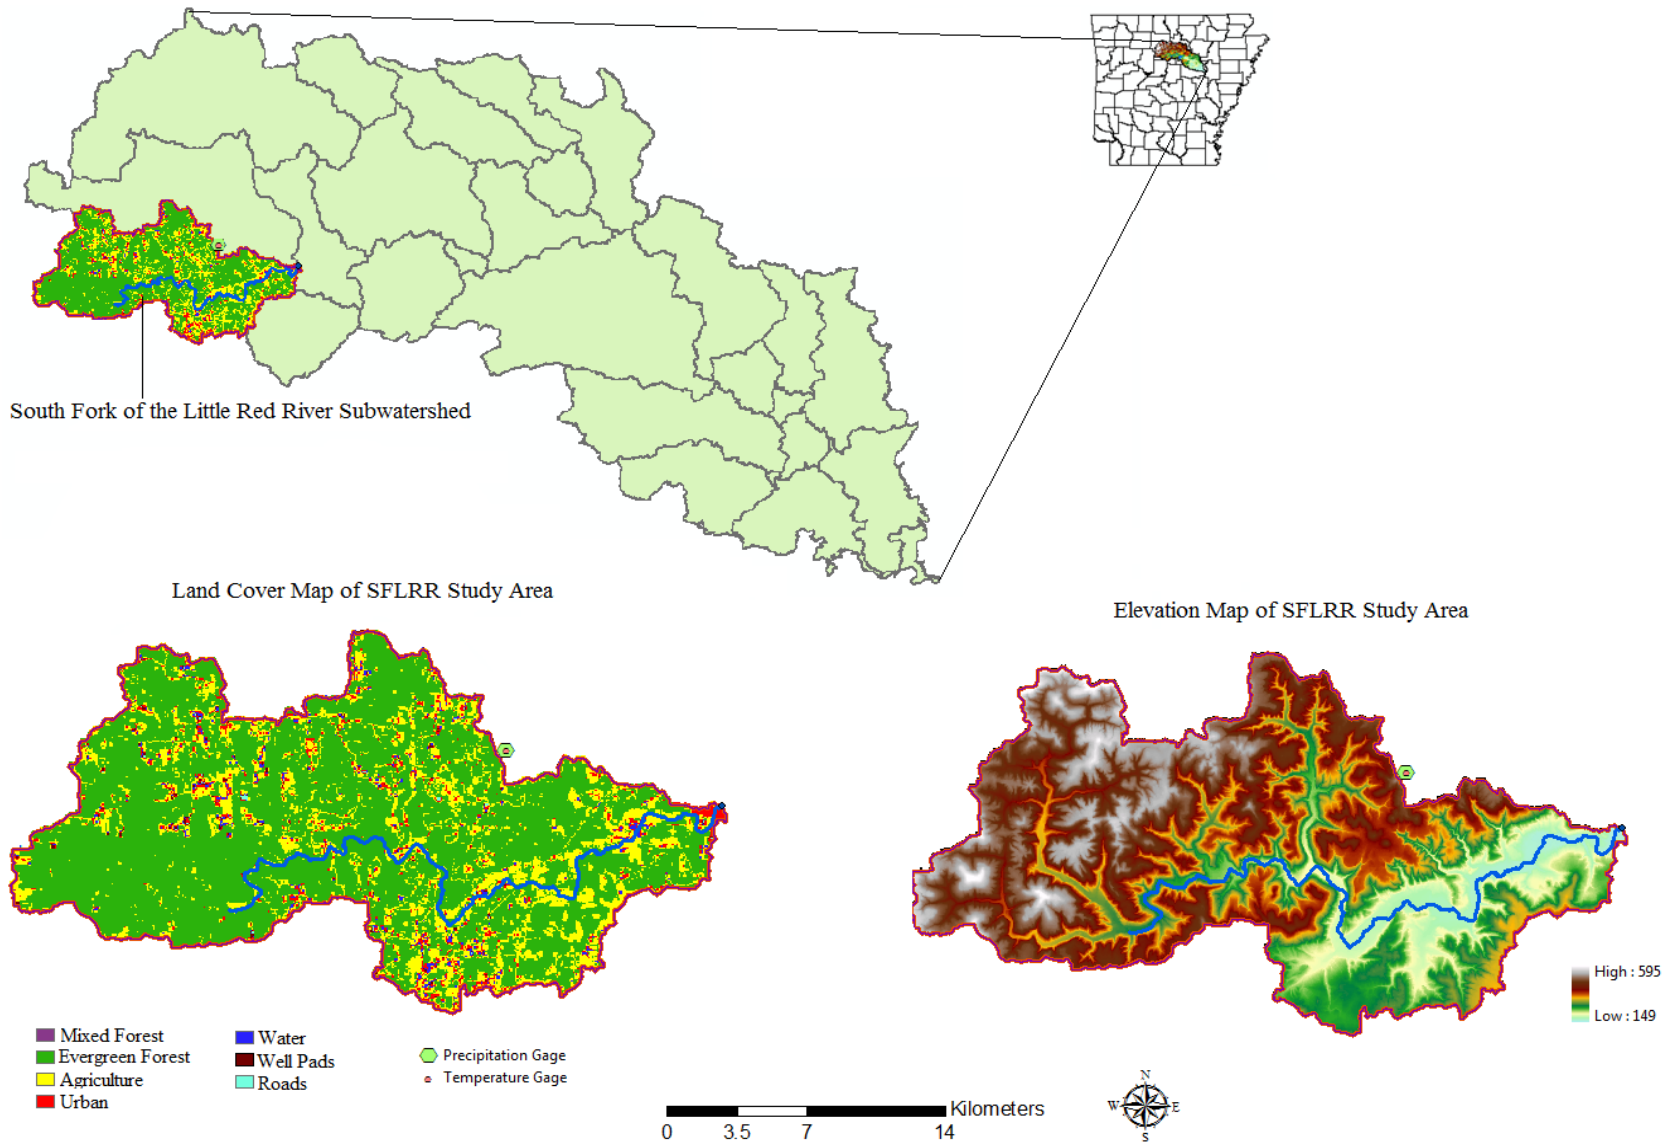 South Fork of the Little Red River Subwatershed
Land Cover Map of SFLRR Study Area
Elevation Map of SFLRR Study Area
High : 595
Low : 149
Mixed Forest
Evergreen Forest
Agriculture
Urban
Water
Well Pads
Roads
Precipitation Gage
Temperature Gage
Kilometers
0 3.5 7 14
N
W E
S